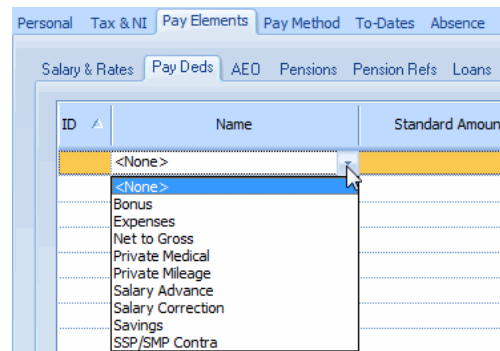 Personal Tax & NI Pay Elements Pay Method To-Dates Absence
Salary & Rates Pay Deds AEO Pensions Pension Refs Loans
ID Name Standard Amoun
<None>
<None>
Bonus
Expenses
Net to Gross
Private Medical
Private Mileage
Salary Advance
Salary Correction
Savings
SSP/SMP Contra